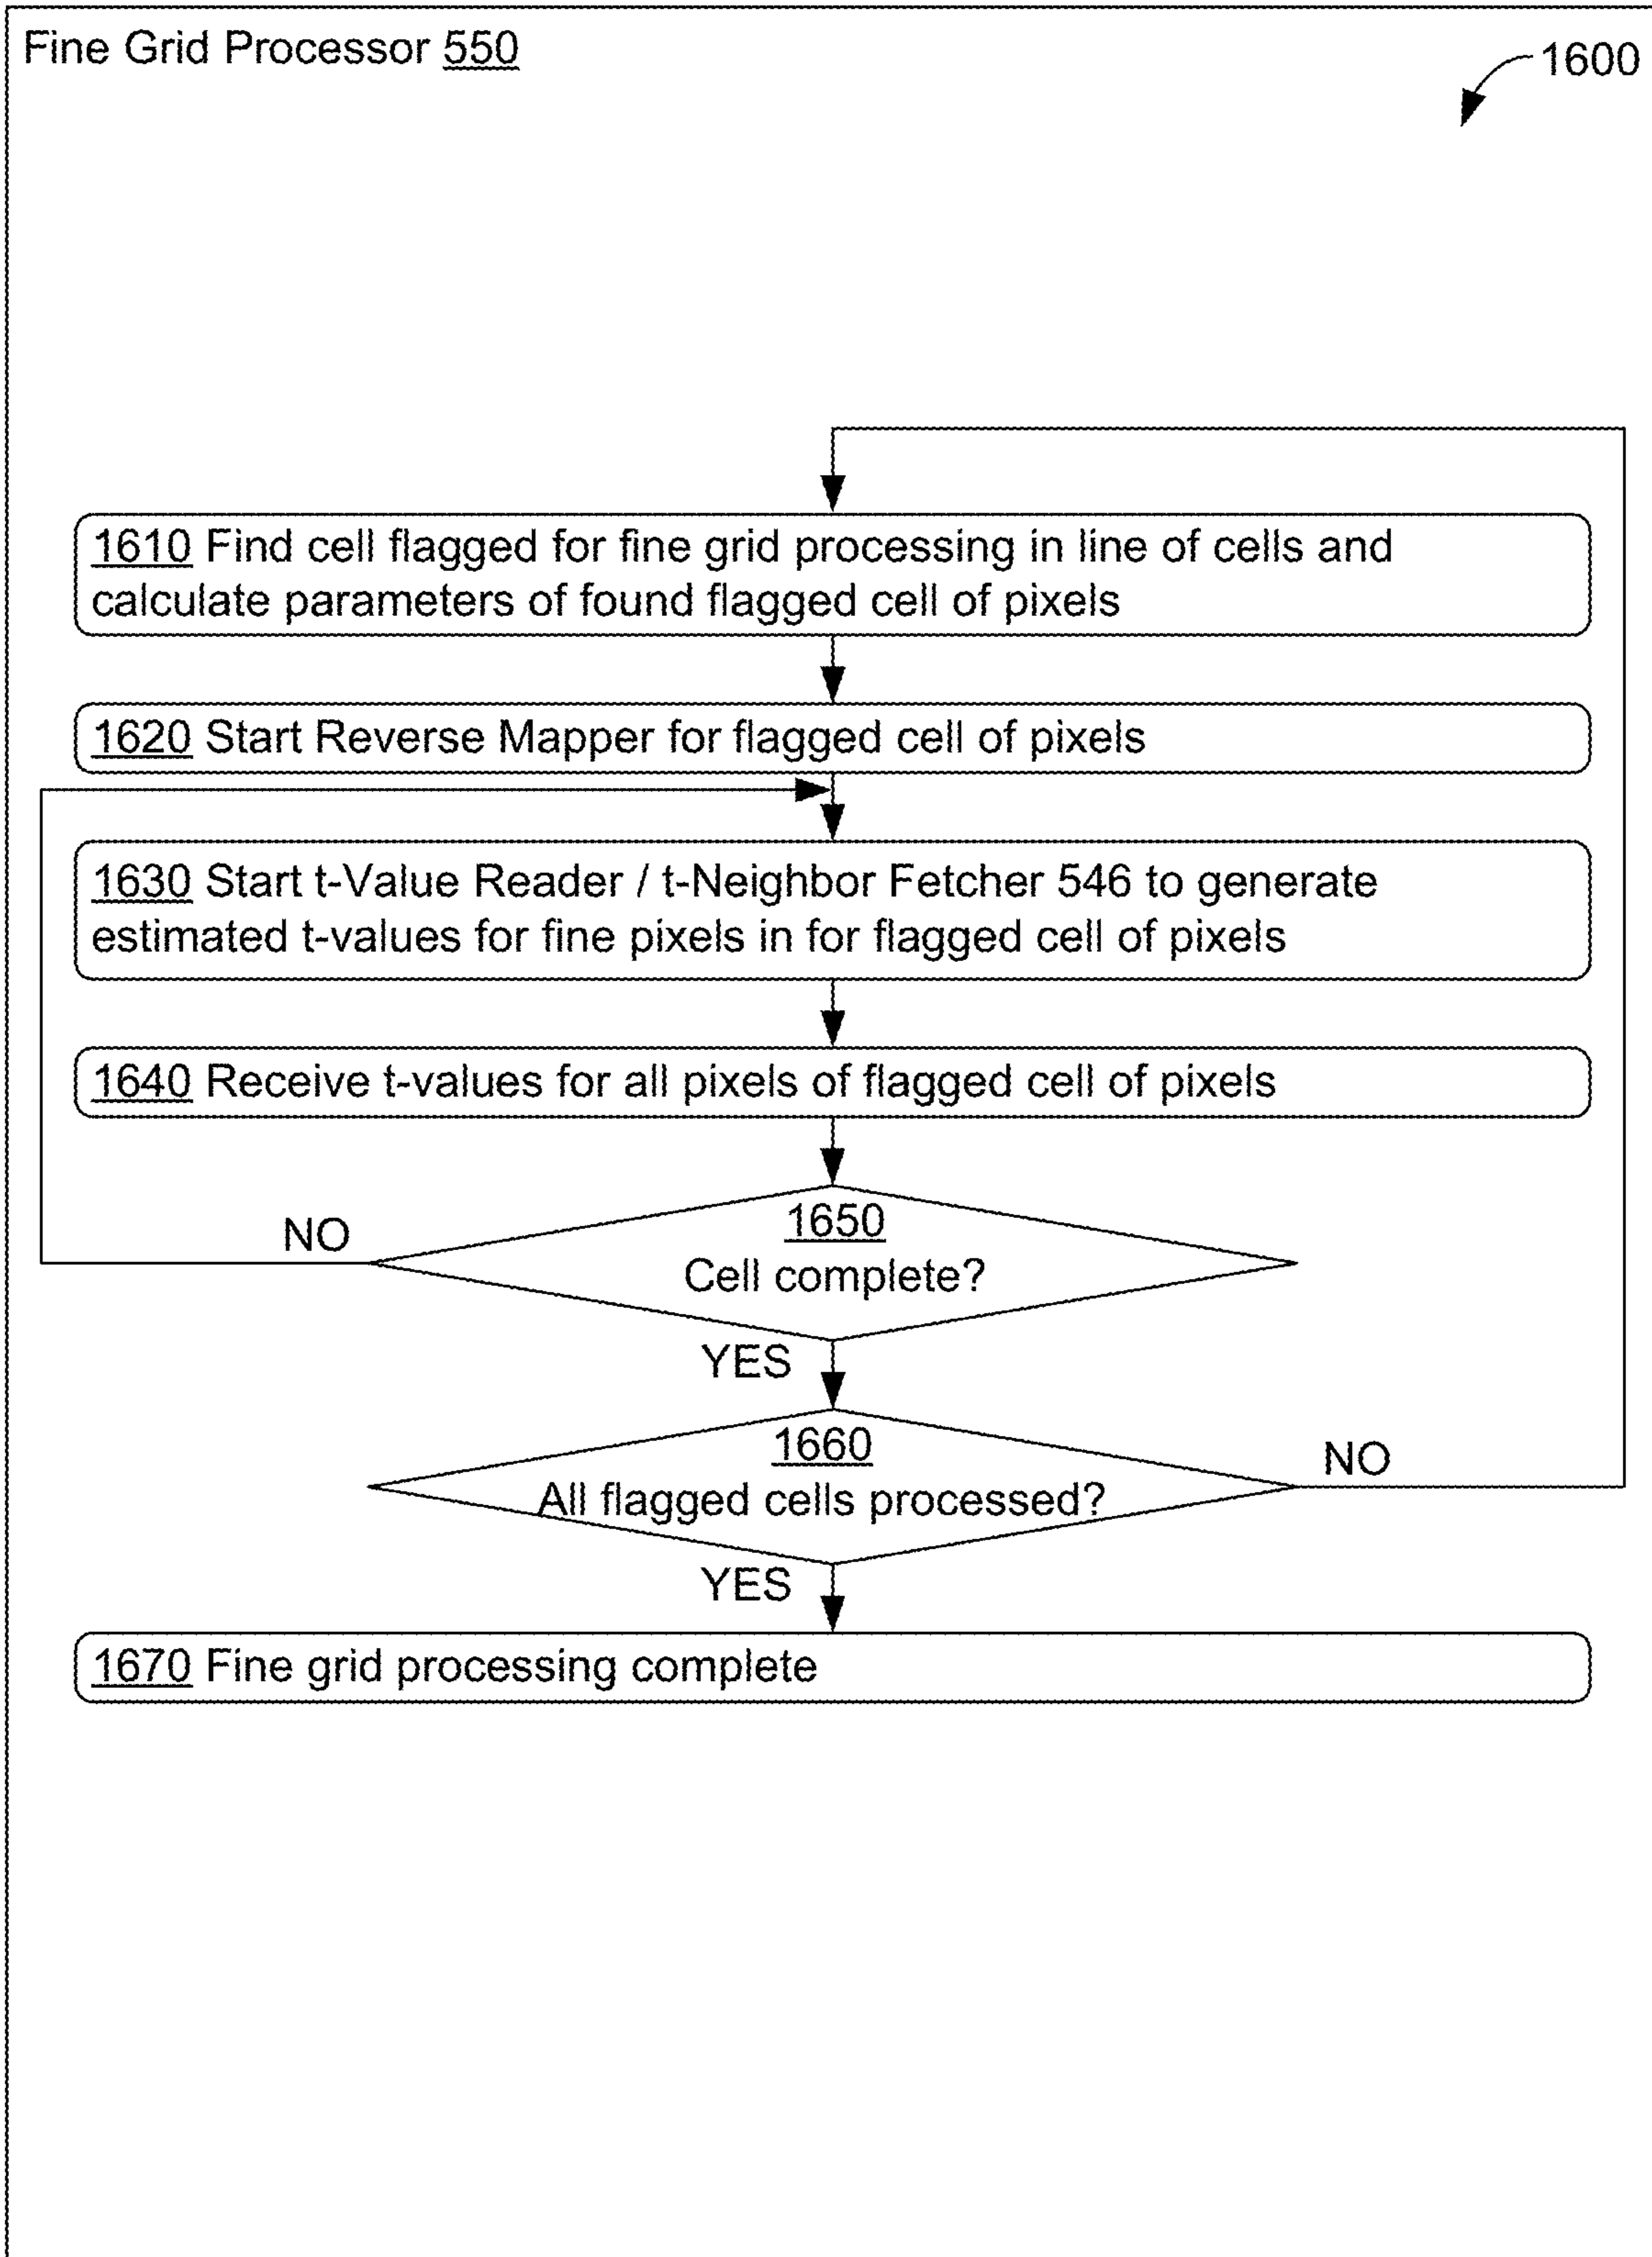 Fine Grid Processor 550
1600
1610 Find cell flagged for fine grid processing in line of cells and
calculate parameters of found flagged cell of pixels
1620 Start Reverse Mapper for flagged cell of pixels
1630 Start t-Value Reader / t-Neighbor Fetcher 546 to generate
estimated t-values for fine pixels in for flagged cell of pixels
1640 Receive t-values for all pixels of flagged cell of pixels
NO
1650
Cell complete?
YES
1660
All flagged cells processed?
NO
YES
1670 Fine grid processing complete